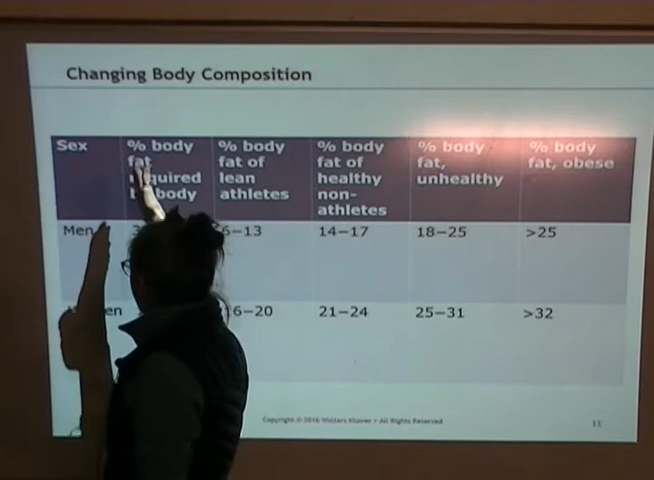 Changing Body Composition
Sex
% body
fat
body
% body
fat of
lean
athletes
% body
fat of
healthy
non-
athletes
% body
fat,
unhealthy
% body
fat, obese
Men
6–13
14–17
18–25
>25
6–20
21–24
25–31
>32
Copyright © 2016 Wolters Kluwer • All Rights Reserved
11